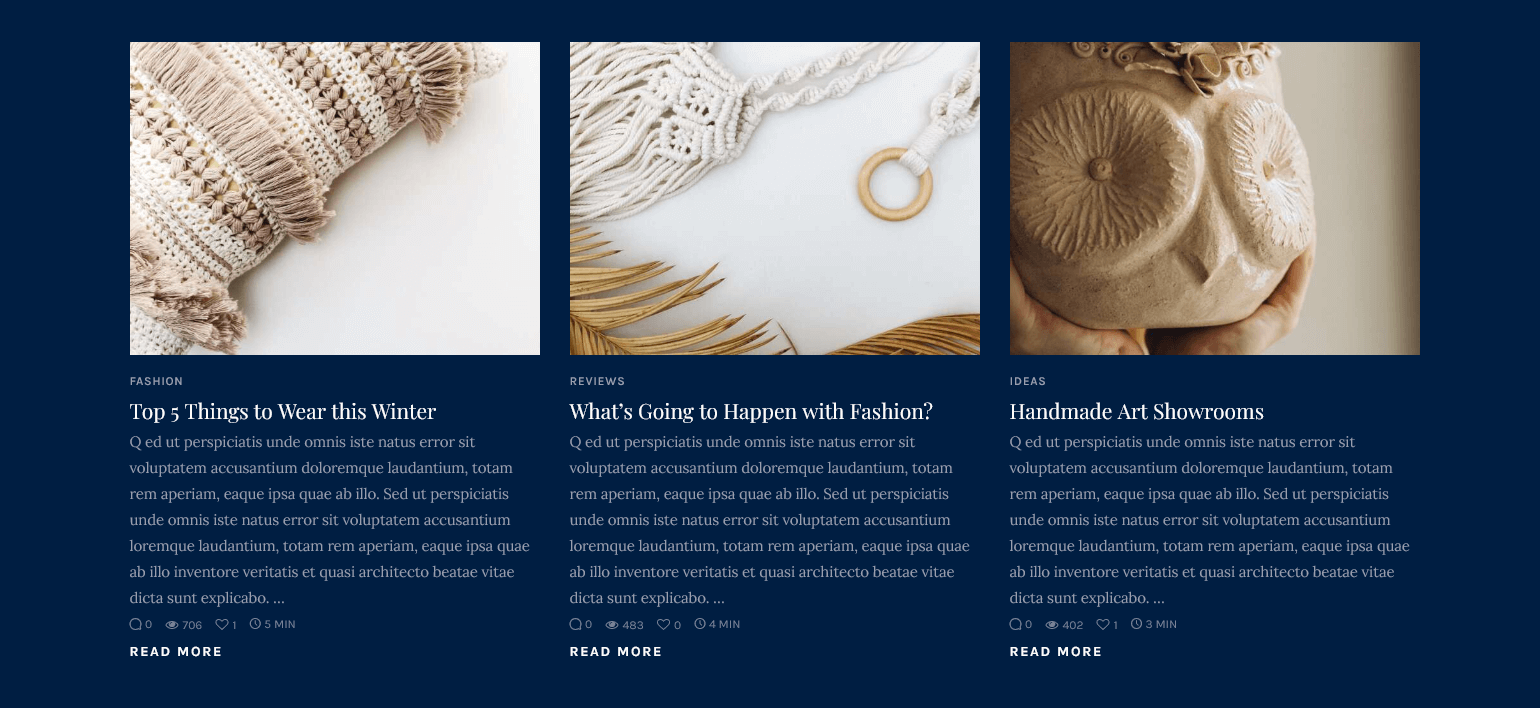 FASHION
Top 5 Things to Wear this Winter
Q ed ut perspiciatis unde omnis iste natus error sit
voluptatem accusantium doloremque laudantium, totam
rem aperiam, eaque ipsa quae ab illo. Sed ut perspiciatis
unde omnis iste natus error sit voluptatem accusantium
loremque laudantium, totam rem aperiam, eaque ipsa quae
ab illo inventore veritatis et quasi architecto beatae vitae
dicta sunt explicabo. ...
0 706 1 5 MIN
READ MORE
REVIEWS
What's Going to Happen with Fashion?
Q ed ut perspiciatis unde omnis iste natus error sit
voluptatem accusantium doloremque laudantium, totam
rem aperiam, eaque ipsa quae ab illo. Sed ut perspiciatis
unde omnis iste natus error sit voluptatem accusantium
loremque laudantium, totam rem aperiam, eaque ipsa quae
ab illo inventore veritatis et quasi architecto beatae vitae
dicta sunt explicabo. ...
0 483 0 4 MIN
READ MORE
IDEAS
Handmade Art Showrooms
Q ed ut perspiciatis unde omnis iste natus error sit
voluptatem accusantium doloremque laudantium, totam
rem aperiam, eaque ipsa quae ab illo. Sed ut perspiciatis
unde omnis iste natus error sit voluptatem accusantium
loremque laudantium, totam rem aperiam, eaque ipsa quae
ab illo inventore veritatis et quasi architecto beatae vitae
dicta sunt explicabo. ...
0 402 1 3 MIN
READ MORE